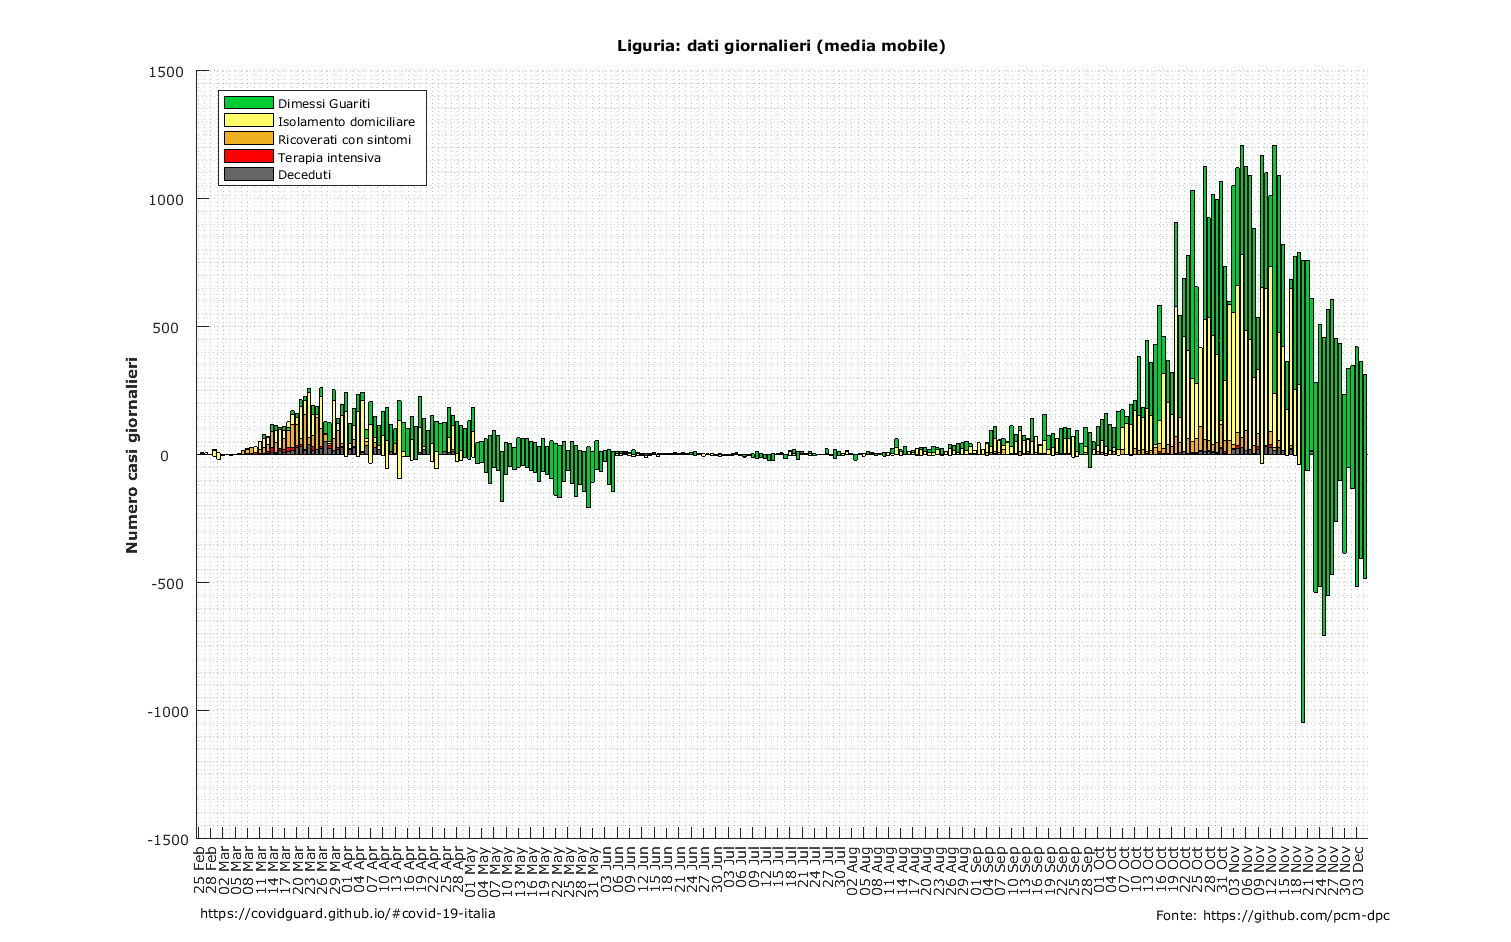 Liguria: dati giornalieri (media mobile)
1500
1000
500
0
-500
-1000
-1500
Numero casi giornalieri
Dimessi Guariti
Isolamento domiciliare
Ricoverati con sintomi
Terapia intensiva
Deceduti
25 Feb
28 Feb
02 Mar
05 Mar
08 Mar
11 Mar
14 Mar
17 Mar
20 Mar
23 Mar
26 Mar
29 Mar
01 Apr
04 Apr
07 Apr
10 Apr
13 Apr
16 Apr
19 Apr
22 Apr
25 Apr
28 Apr
01 May
04 May
07 May
10 May
13 May
16 May
19 May
22 May
25 May
28 May
31 May
03 Jun
06 Jun
09 Jun
12 Jun
15 Jun
18 Jun
21 Jun
24 Jun
27 Jun
30 Jun
03 Jul
06 Jul
09 Jul
12 Jul
15 Jul
18 Jul
21 Jul
24 Jul
27 Jul
30 Jul
02 Aug
05 Aug
08 Aug
11 Aug
14 Aug
17 Aug
20 Aug
23 Aug
26 Aug
29 Aug
01 Sep
04 Sep
07 Sep
10 Sep
13 Sep
16 Sep
19 Sep
22 Sep
25 Sep
28 Sep
01 Oct
04 Oct
07 Oct
10 Oct
13 Oct
16 Oct
19 Oct
22 Oct
25 Oct
28 Oct
31 Oct
03 Nov
06 Nov
09 Nov
12 Nov
15 Nov
18 Nov
21 Nov
24 Nov
27 Nov
30 Nov
03 Dec
https://covidguard.github.io/#covid-19-italia
Fonte: https://github.com/pcm-dpc